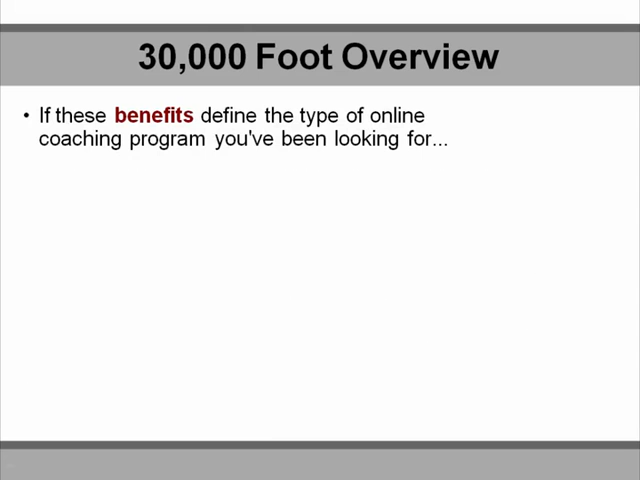 30,000 Foot Overview
• If these benefits define the type of online
coaching program you've been looking for...